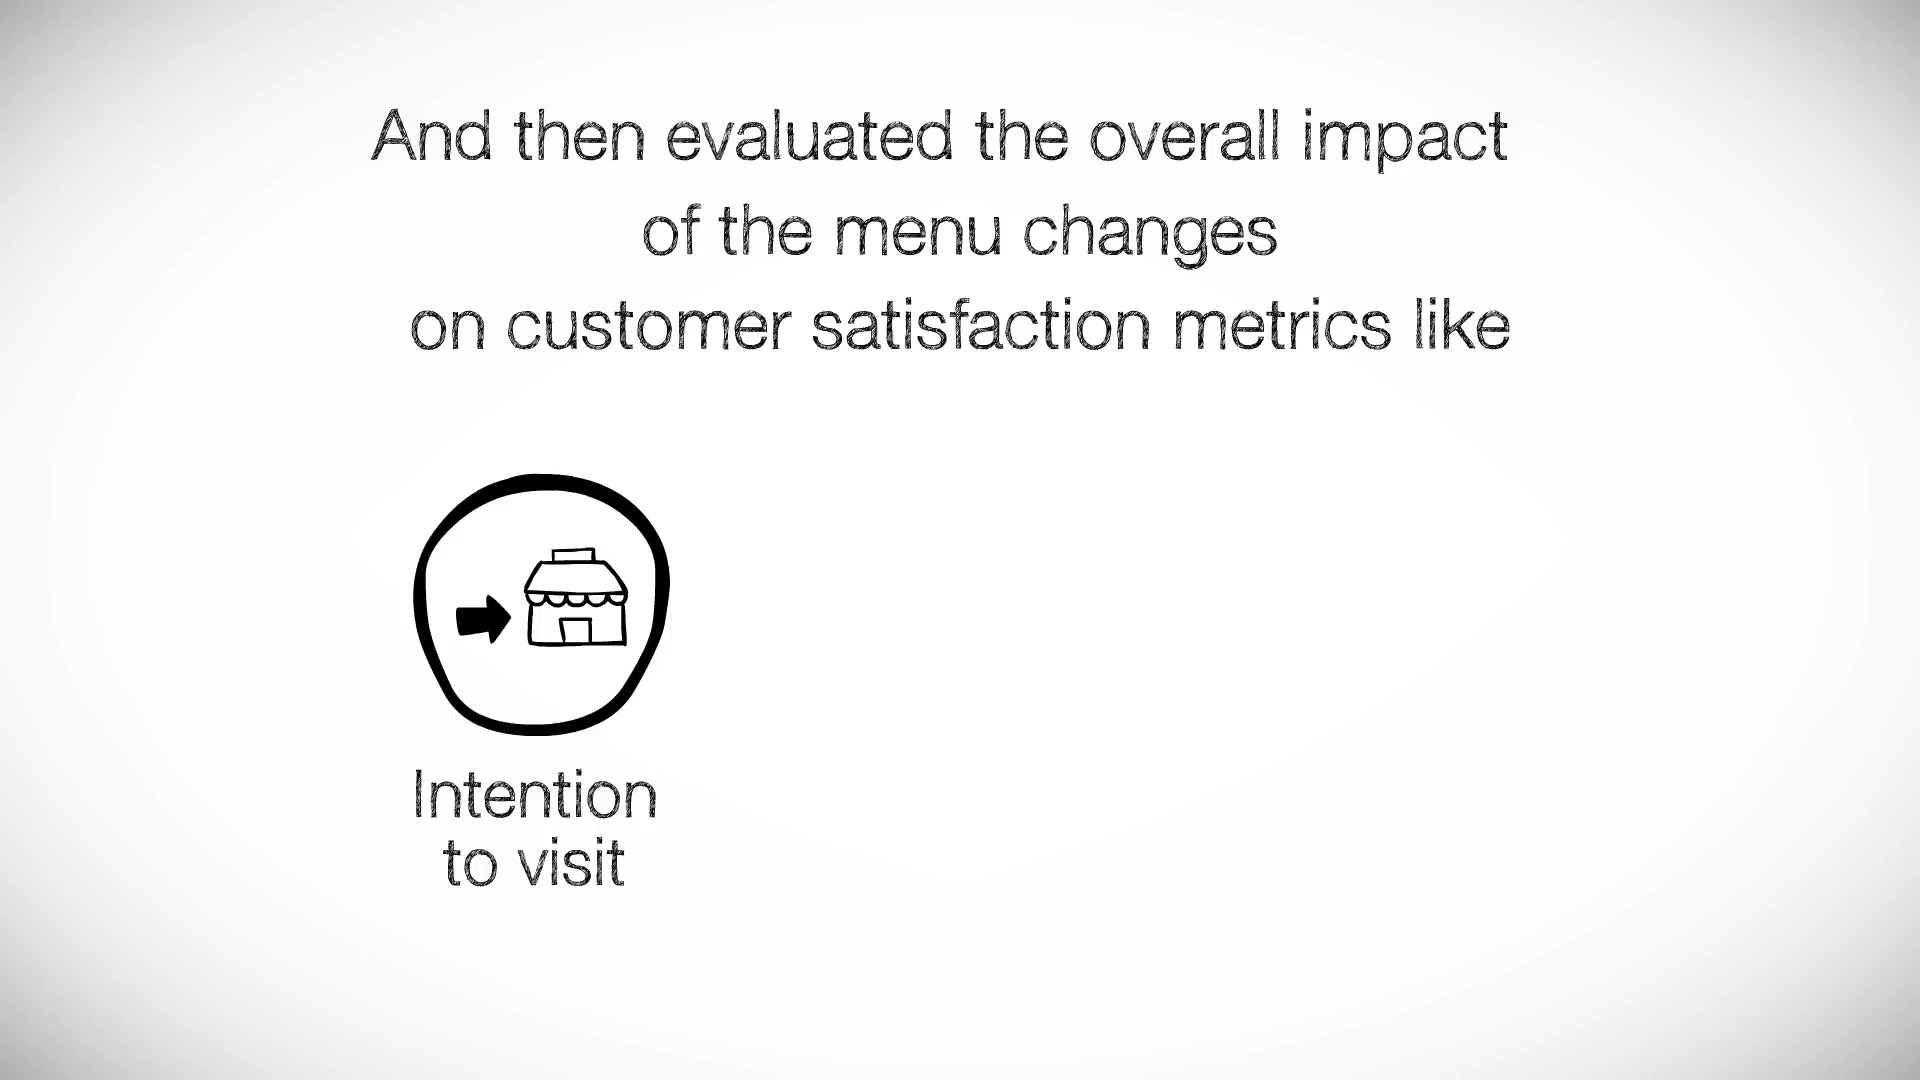 And then evaluated the overall impact
of the menu changes
on customer satisfaction metrics like
Intention
to visit